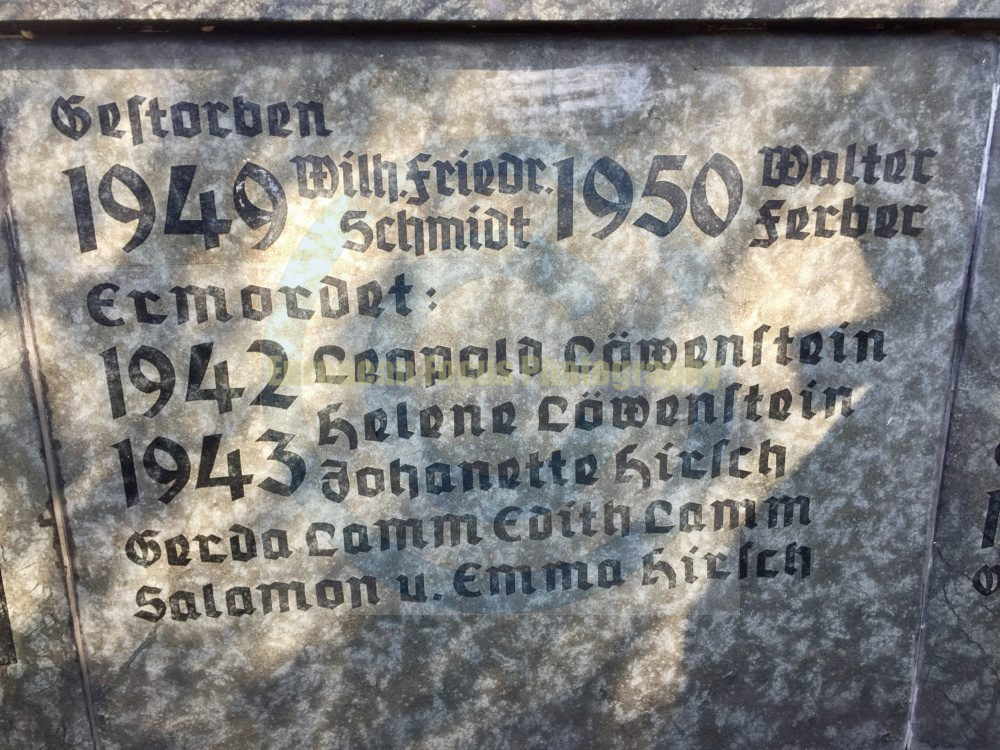 Gestorben
1949 Wilh. Friedr. Schmidt 1950 Walter Ferber
Ermordet:
1942 Leopold Löwenstein
Helene Löwenstein
1943 Johanette Hirsch
Gerda Lamm Edith Lamm
Salamon u. Emma Hirsch